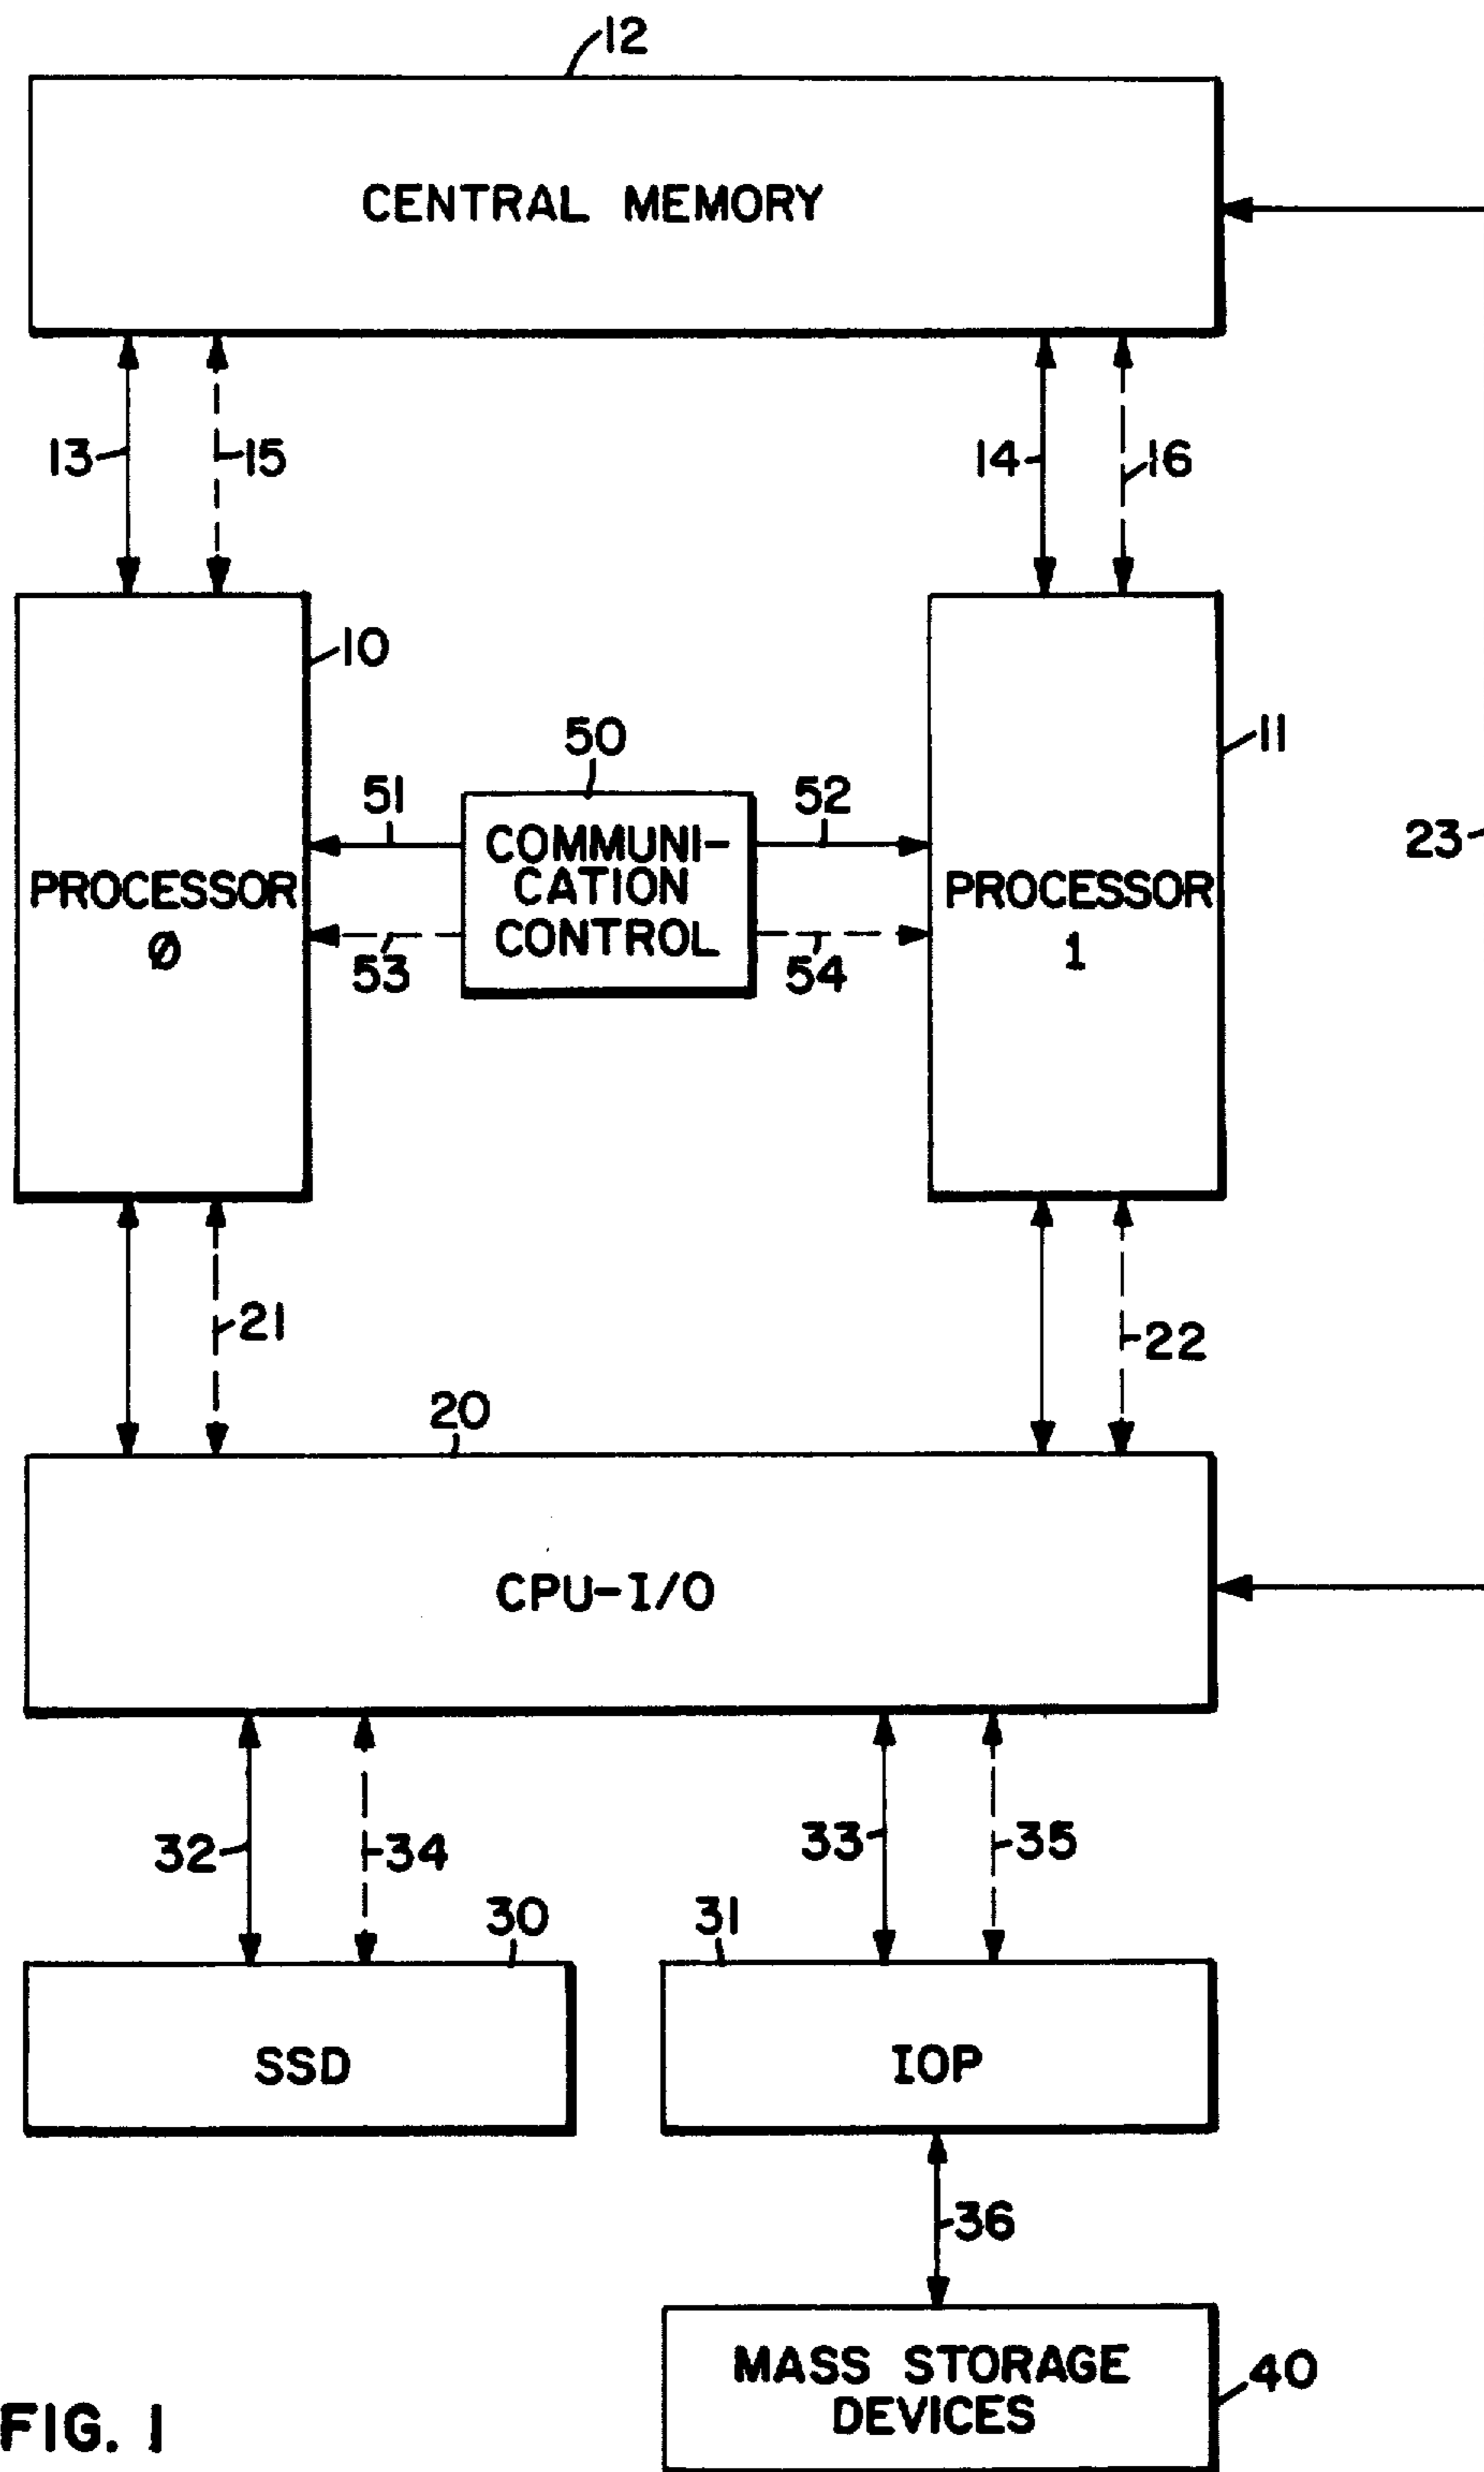 12
CENTRAL MEMORY
13
15
14
16
10
11
50
51
52
23
COMMUNI-
CATION
CONTROL
PROCESSOR
Ø
PROCESSOR
1
53
54
21
22
20
CPU-I/O
32
34
33
35
30
31
SSD
IOP
36
MASS STORAGE
DEVICES
40
FIG. 1